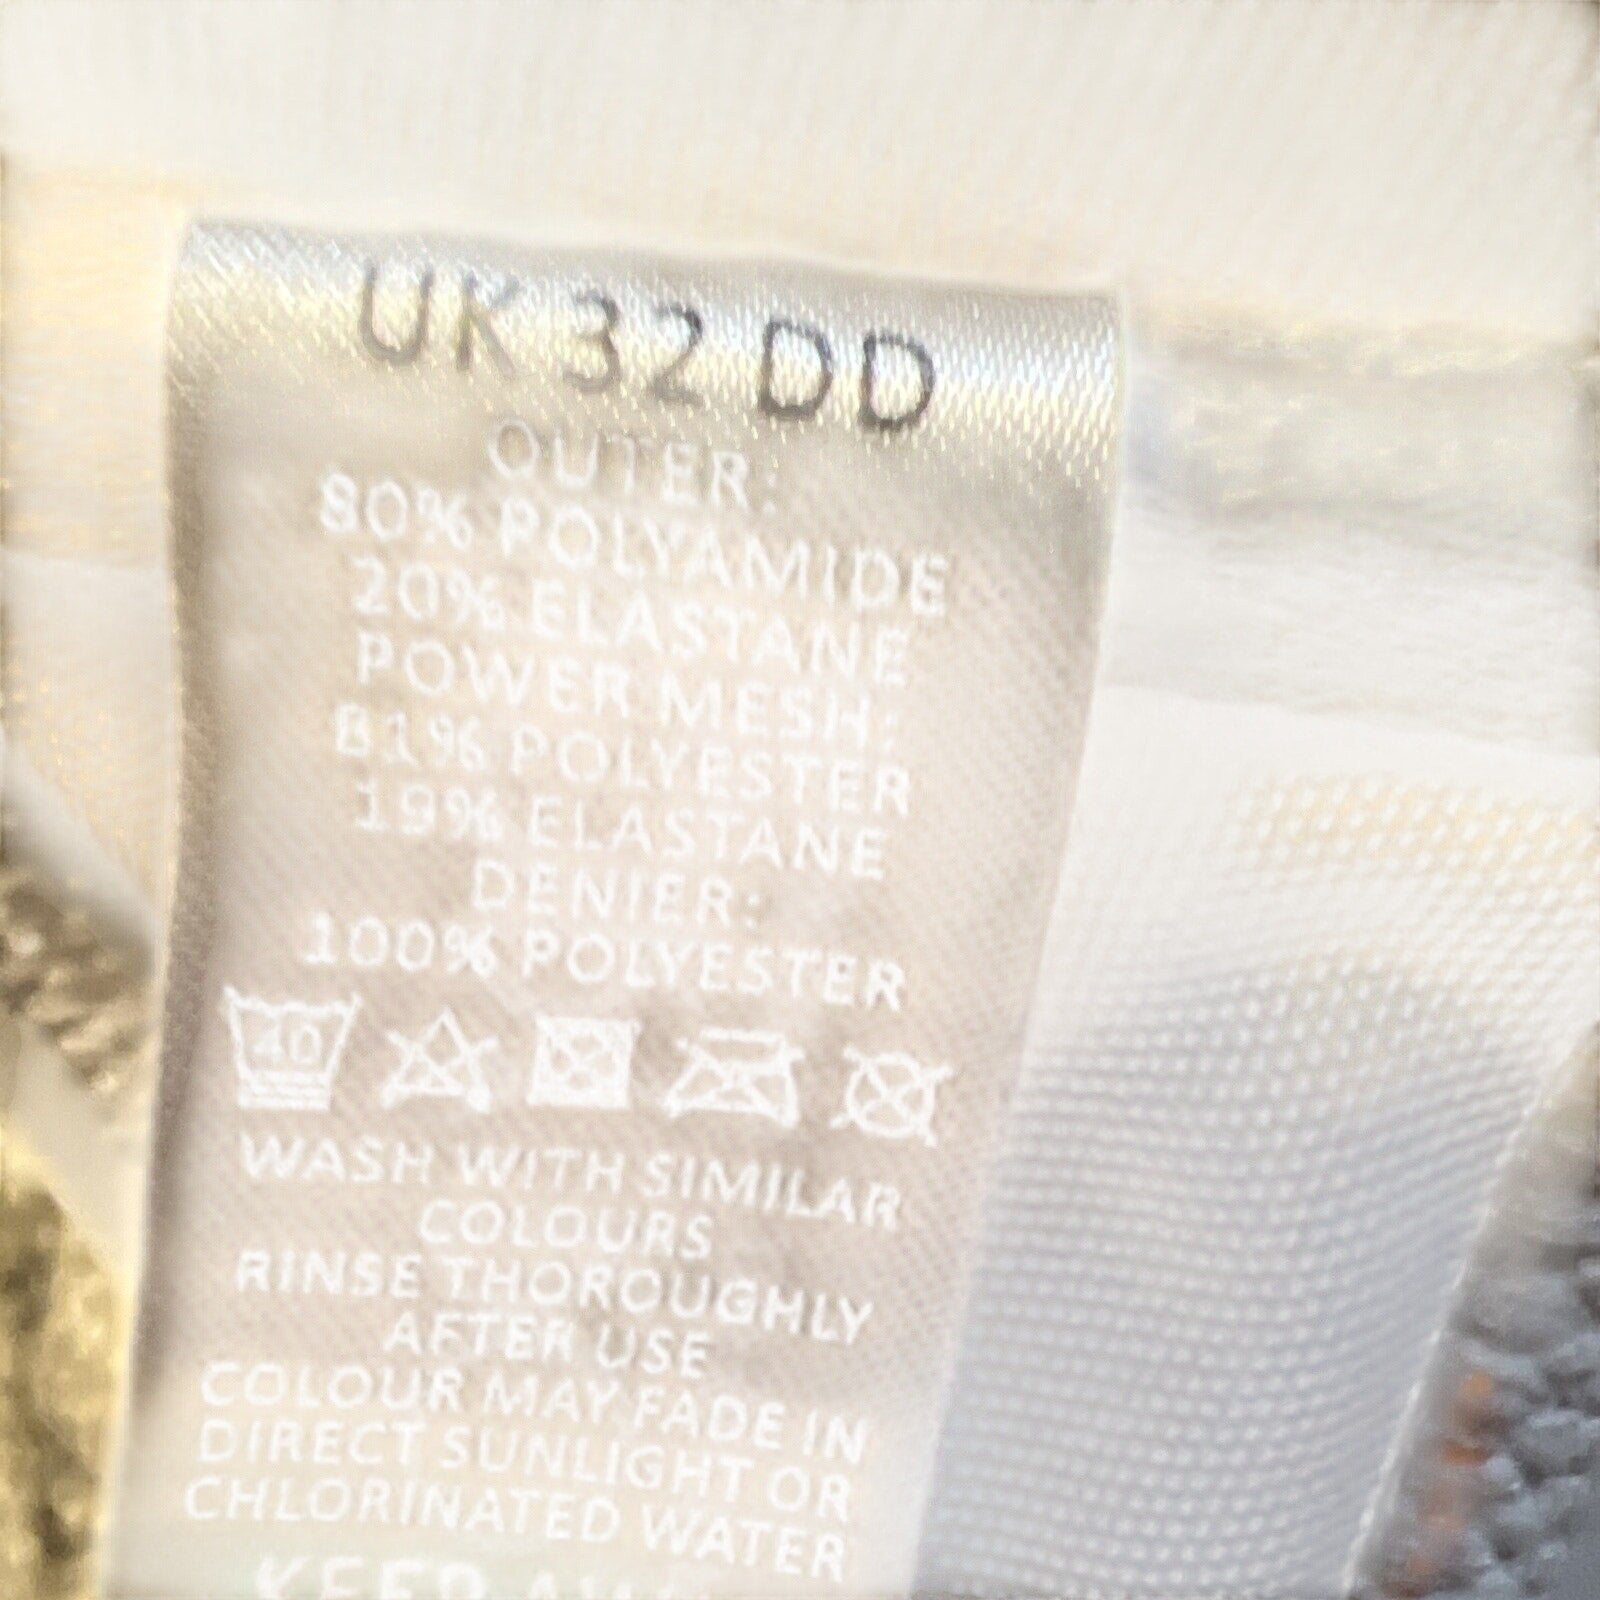 UK 32 DD
OUTER:
80% POLYAMIDE
20% ELASTANE
POWER MESH:
81% POLYESTER
19% ELASTANE
DENIER:
100% POLYESTER
40
WASH WITH SIMILAR
COLOURS
RINSE THOROUGHLY
AFTER USE
COLOUR MAY FADE IN
DIRECT SUNLIGHT OR
CHLORINATED WATER
KEEP